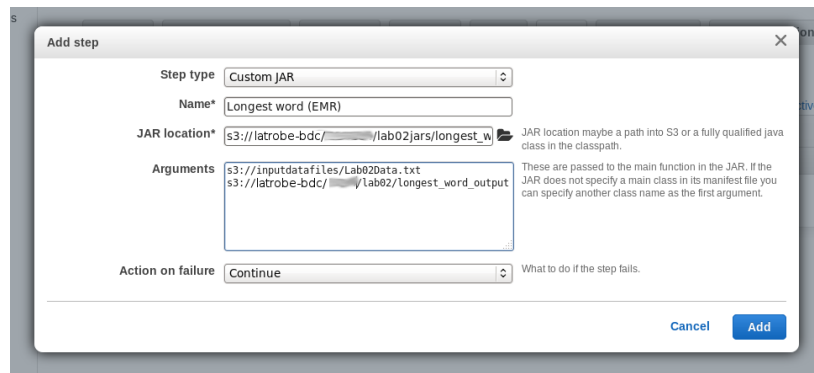 s
on
Add step
Step type Custom JAR
Name* Longest word (EMR)
JAR location* s3://latrobe-bdc/ /lab02jars/longest_w
JAR location maybe a path into S3 or a fully qualified java
class in the classpath.
tiv
Arguments s3://inputdatafiles/Lab02Data.txt
s3://latrobe-bdc/ /lab02/longest_word_output
These are passed to the main function in the JAR. If the
JAR does not specify a main class in its manifest file you
can specify another class name as the first argument.
Action on failure Continue
What to do if the step fails.
Cancel Add